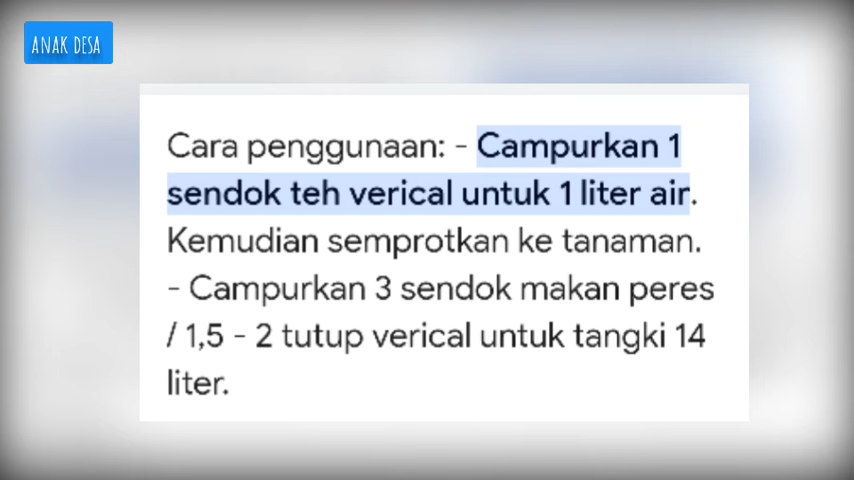 ANAK DESA
Cara penggunaan: - Campurkan 1
sendok teh verical untuk 1 liter air.
Kemudian semprotkan ke tanaman.
- Campurkan 3 sendok makan peres
/ 1,5 - 2 tutup verical untuk tangki 14
liter.